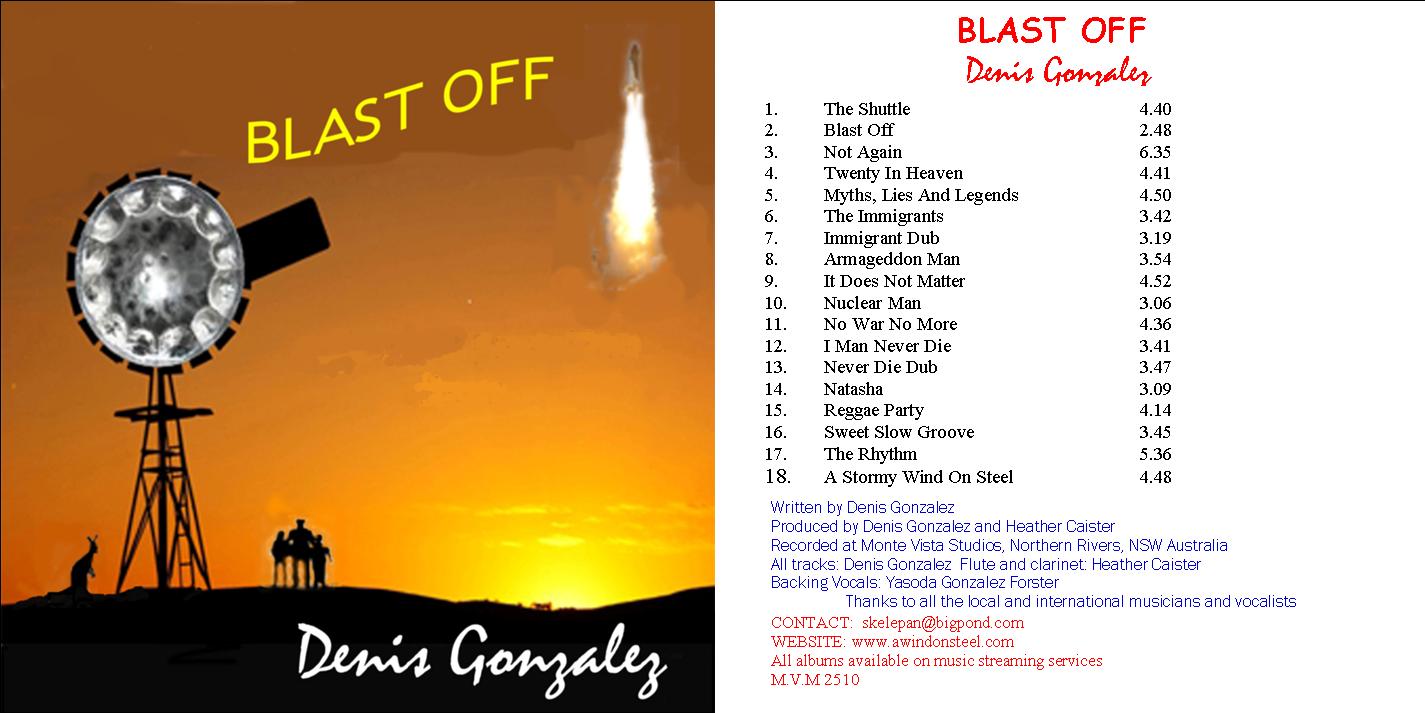 BLAST OFF
Denis Gonzalez
BLAST OFF
Denis Gonzalez
1. The Shuttle 4.40
2. Blast Off 2.48
3. Not Again 6.35
4. Twenty In Heaven 4.41
5. Myths, Lies And Legends 4.50
6. The Immigrants 3.42
7. Immigrant Dub 3.19
8. Armageddon Man 3.54
9. It Does Not Matter 4.52
10. Nuclear Man 3.06
11. No War No More 4.36
12. I Man Never Die 3.41
13. Never Die Dub 3.47
14. Natasha 3.09
15. Reggae Party 4.14
16. Sweet Slow Groove 3.45
17. The Rhythm 5.36
18. A Stormy Wind On Steel 4.48
Written by Denis Gonzalez
Produced by Denis Gonzalez and Heather Caister
Recorded at Monte Vista Studios, Northern Rivers, NSW Australia
All tracks: Denis Gonzalez Flute and clarinet: Heather Caister
Backing Vocals: Yasoda Gonzalez Forster
Thanks to all the local and international musicians and vocalists
CONTACT: skelepan@bigpond.com
WEBSITE: www.awindonsteel.com
All albums available on music streaming services
M.V.M 2510